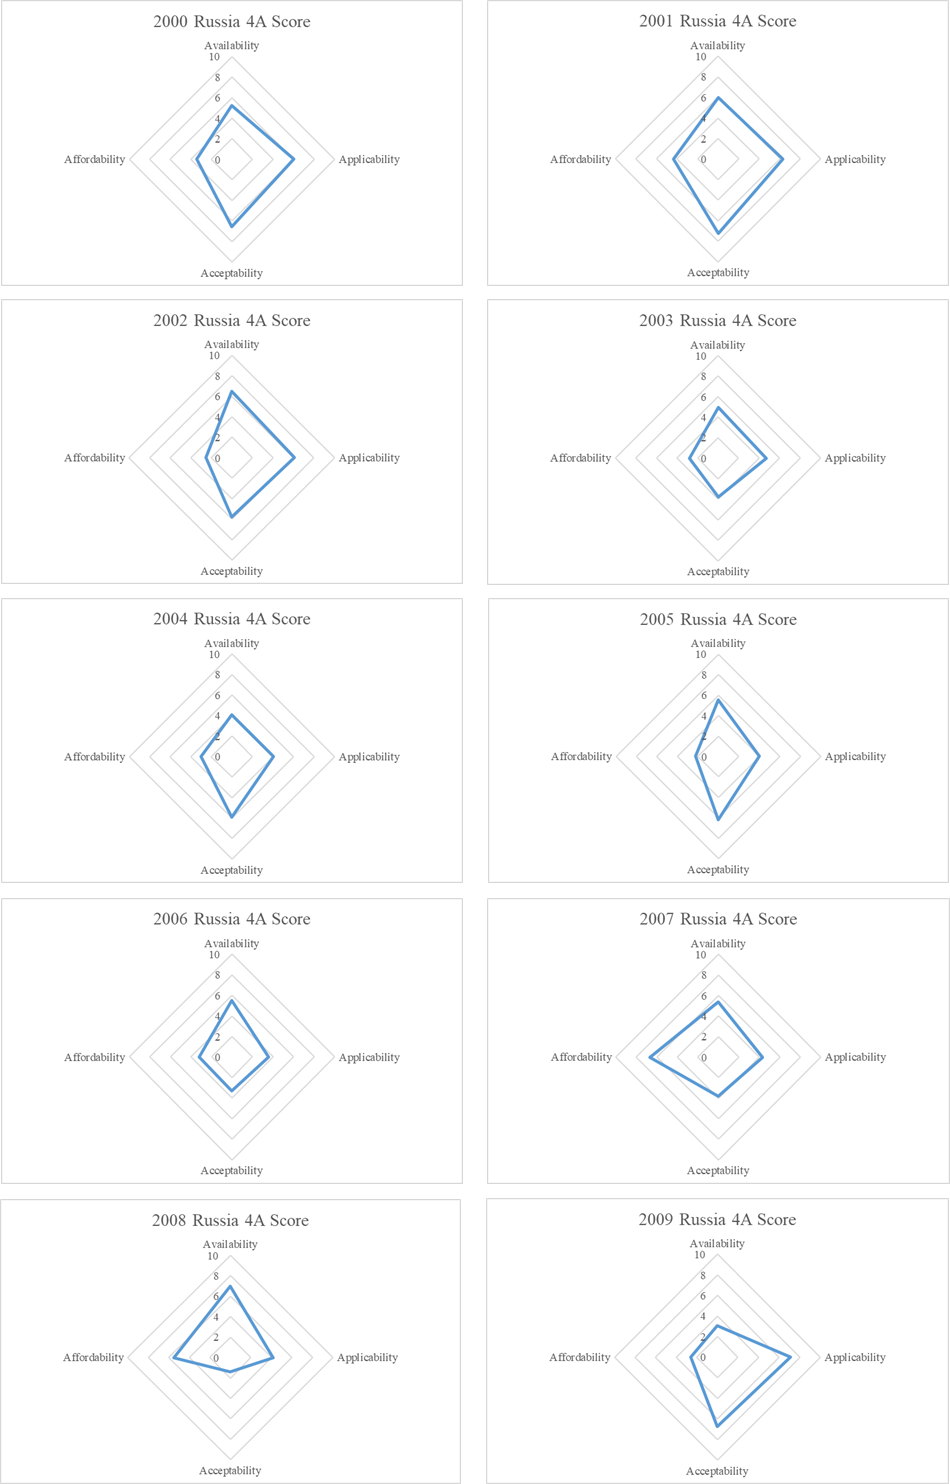 2000 Russia 4A Score
Availability
10
8
6
4
2
0
Affordability
Applicability
Acceptability
2001 Russia 4A Score
Availability
10
8
6
4
2
0
Affordability
Applicability
Acceptability
2002 Russia 4A Score
Availability
10
8
6
4
2
0
Affordability
Applicability
Acceptability
2003 Russia 4A Score
Availability
10
8
6
4
2
0
Affordability
Applicability
Acceptability
2004 Russia 4A Score
Availability
10
8
6
4
2
0
Affordability
Applicability
Acceptability
2005 Russia 4A Score
Availability
10
8
6
4
2
0
Affordability
Applicability
Acceptability
2006 Russia 4A Score
Availability
10
8
6
4
2
0
Affordability
Applicability
Acceptability
2007 Russia 4A Score
Availability
10
8
6
4
2
0
Affordability
Applicability
Acceptability
2008 Russia 4A Score
Availability
10
8
6
4
2
0
Affordability
Applicability
Acceptability
2009 Russia 4A Score
Availability
10
8
6
4
2
0
Affordability
Applicability
Acceptability